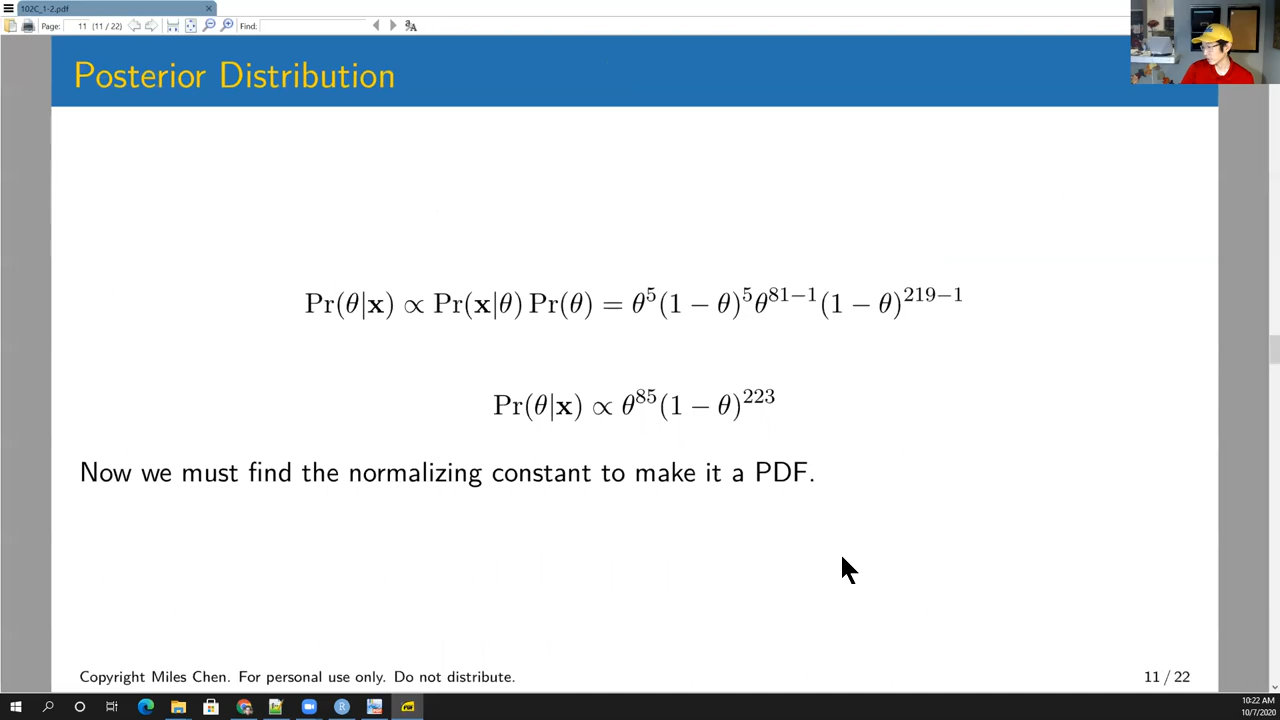 102C_1-2.pdf
Page: 11 (11 / 22) Find:
Posterior Distribution
Pr(θ|x) ∝ Pr(x|θ) Pr(θ) = θ^5(1 − θ)^5θ^{81−1}(1 − θ)^{219−1}
Pr(θ|x) ∝ θ^{85}(1 − θ)^{223}
Now we must find the normalizing constant to make it a PDF.
Copyright Miles Chen. For personal use only. Do not distribute. 11 / 22
10:22 AM
10/7/2020